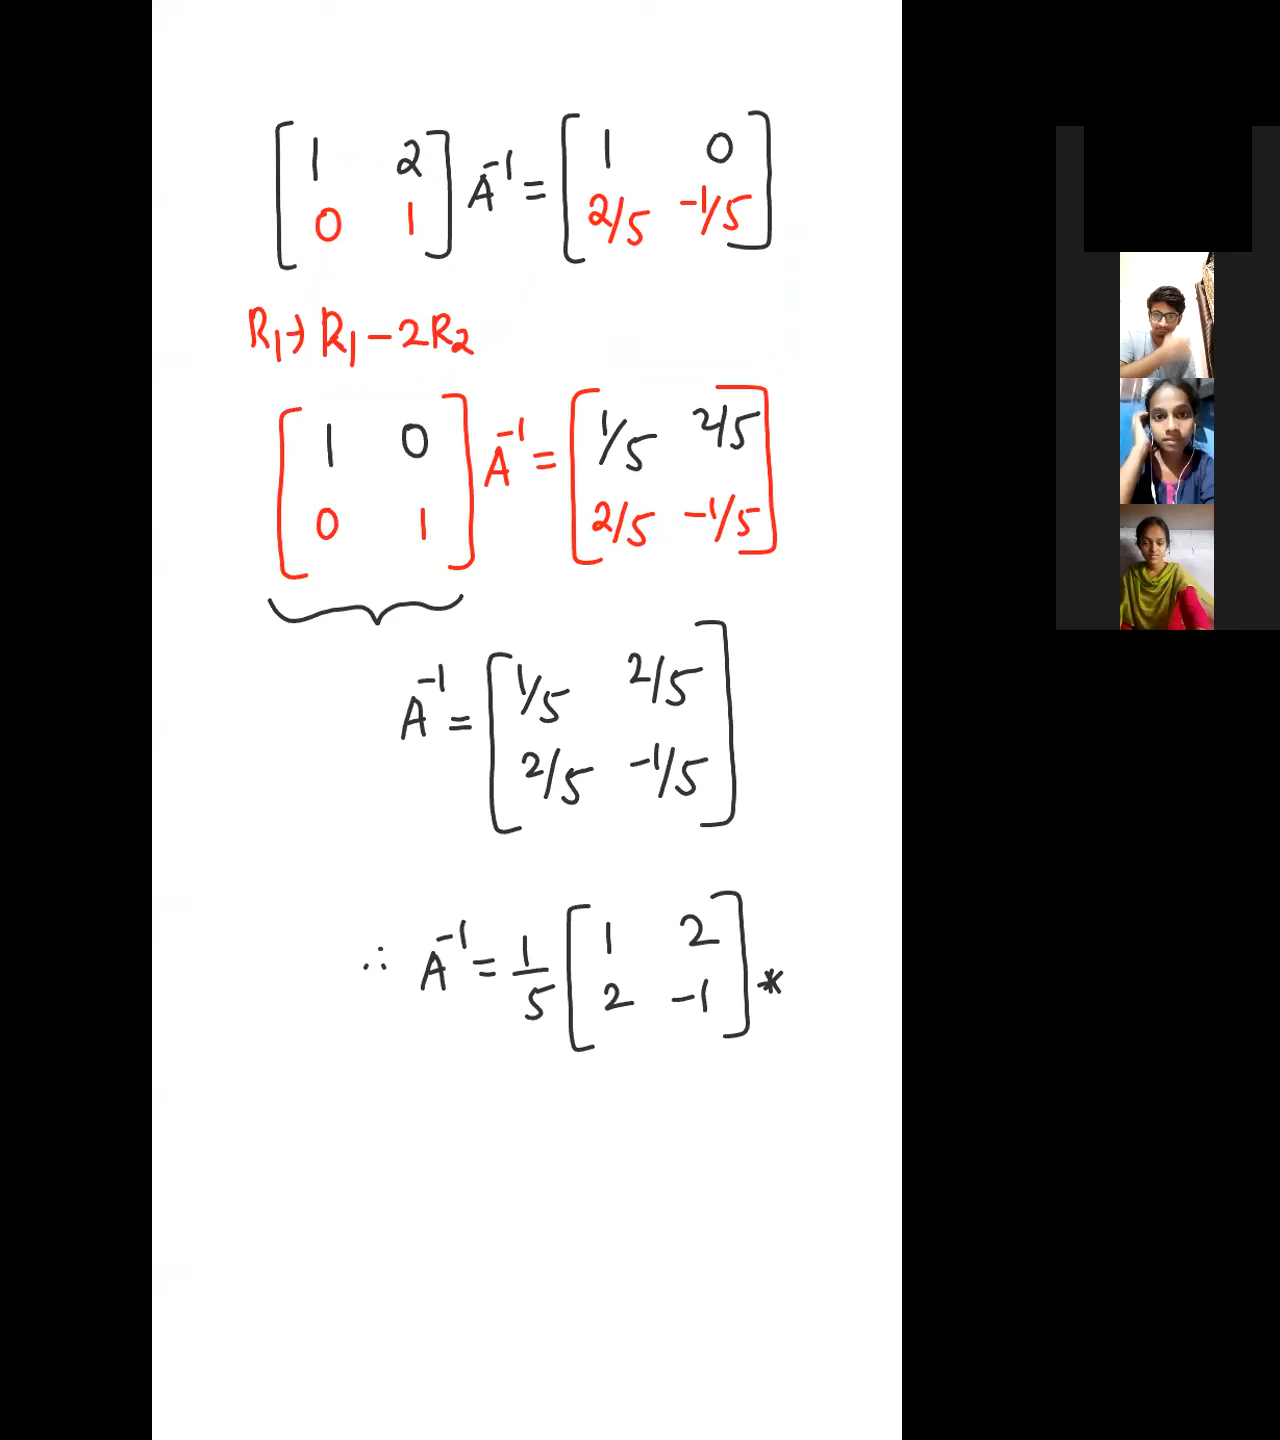 [ 1 2 ] A⁻¹ = [ 1 0 ]
[ 0 1 ] [ 2/5 -1/5 ]
R₁ → R₁ - 2R₂
[ 1 0 ] A⁻¹ = [ 1/5 2/5 ]
[ 0 1 ] [ 2/5 -1/5 ]
A⁻¹ = [ 1/5 2/5 ]
[ 2/5 -1/5 ]
∴ A⁻¹ = 1/5 [ 1 2 ]
[ 2 -1 ] *